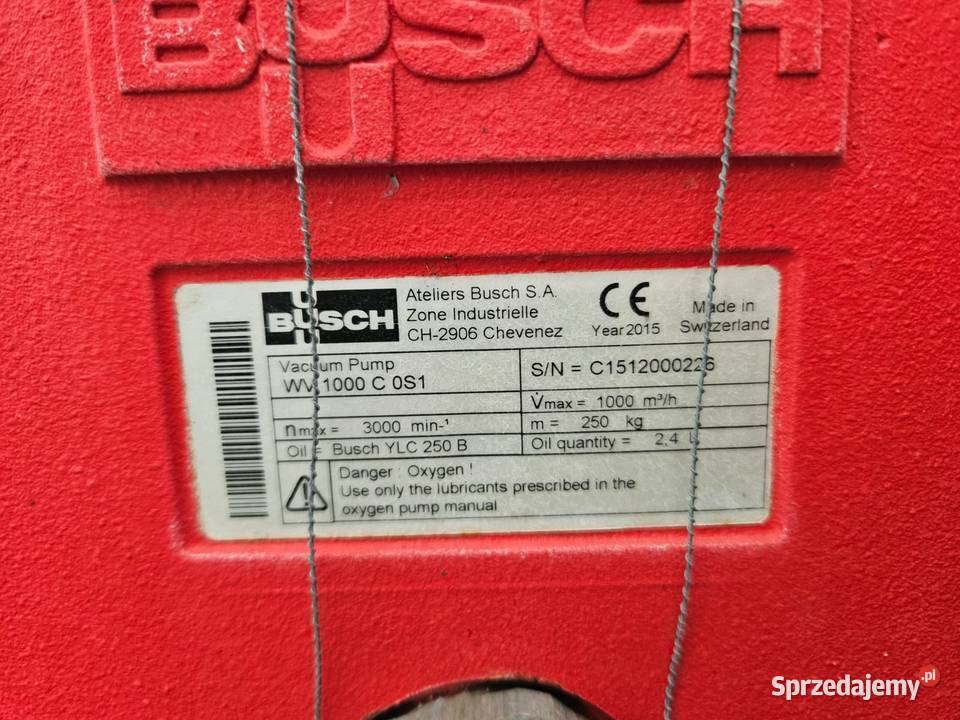 BUSCH
U
U
BUSCH
U
Ateliers Busch S.A.
Zone Industrielle
CH-2906 Chevenez
CE
Year 2015
Made in
Switzerland
Vacuum Pump
WV 1000 C 0S1
S/N = C1512000226
V̇max = 1000 m³/h
nmax = 3000 min-¹
m = 250 kg
Oil = Busch YLC 250 B
Oil quantity = 2,4 L
Danger : Oxygen !
Use only the lubricants prescribed in the
oxygen pump manual
Sprzedajemy.pl